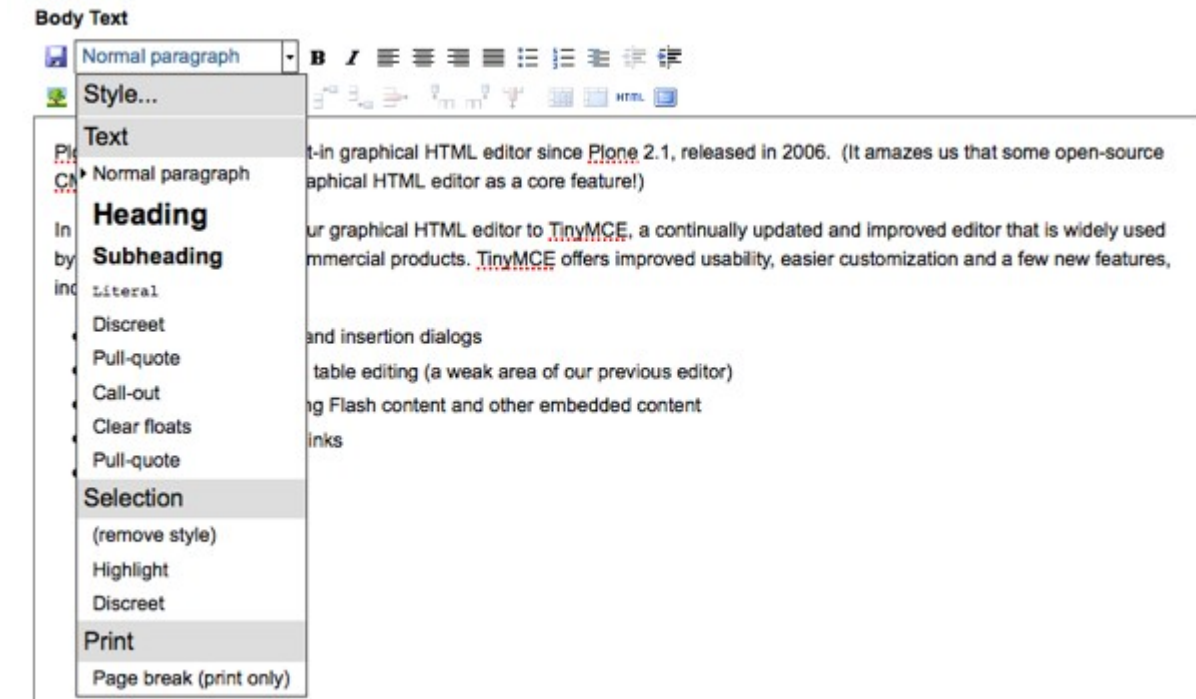 Body Text
Normal paragraph
B I
Style...
HTML
Text
t-in graphical HTML editor since Plone 2.1, released in 2006. (It amazes us that some open-source
Normal paragraph
aphical HTML editor as a core feature!)
Heading
In ur graphical HTML editor to TinyMCE, a continually updated and improved editor that is widely used
Subheading
by mmercial products. TinyMCE offers improved usability, easier customization and a few new features,
Literal
Discreet
and insertion dialogs
Pull-quote
table editing (a weak area of our previous editor)
Call-out
g Flash content and other embedded content
Clear floats
inks
Pull-quote
Selection
(remove style)
Highlight
Discreet
Print
Page break (print only)